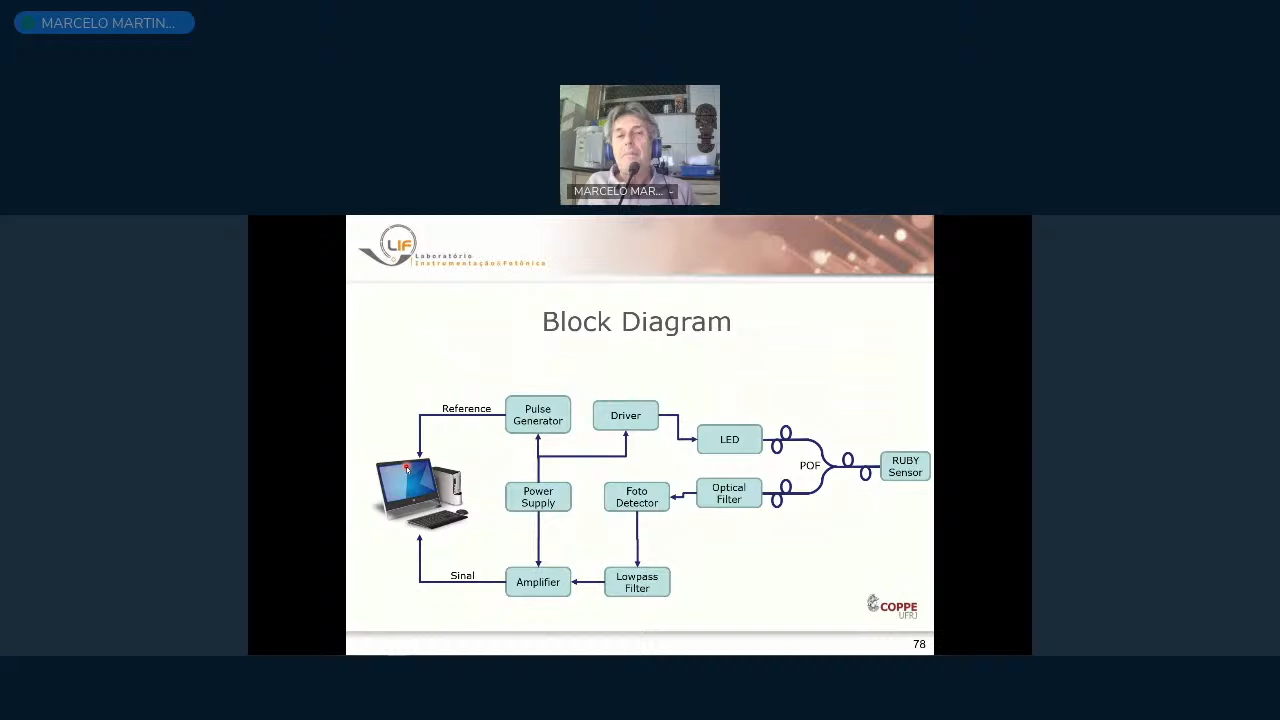 MARCELO MARTIN...
MARCELO MAR...
LIF
Laboratório
Instrumentação&Fotônica
Block Diagram
Reference
Pulse
Generator
Driver
LED
POF
RUBY
Sensor
Power
Supply
Foto
Detector
Optical
Filter
Sinal
Amplifier
Lowpass
Filter
COPPE
UFRJ
78